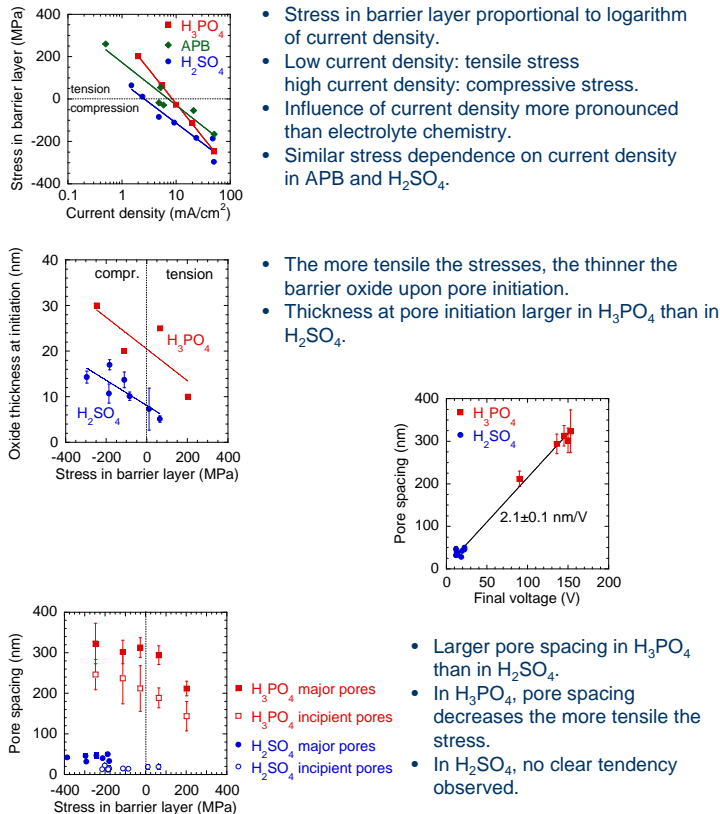 Stress in barrier layer (MPa)
400
200
0
-200
-400
tension
compression
H3PO4
APB
H2SO4
0.1
1
10
100
Current density (mA/cm2)
• Stress in barrier layer proportional to logarithm
of current density.
• Low current density: tensile stress
high current density: compressive stress.
• Influence of current density more pronounced
than electrolyte chemistry.
• Similar stress dependence on current density
in APB and H2SO4.
Oxide thickness at initiation (nm)
40
30
20
10
0
compr.
tension
H3PO4
H2SO4
-400 -200 0 200 400
Stress in barrier layer (MPa)
• The more tensile the stresses, the thinner the
barrier oxide upon pore initiation.
• Thickness at pore initiation larger in H3PO4 than in
H2SO4.
Pore spacing (nm)
400
300
200
100
0
H3PO4
H2SO4
2.1±0.1 nm/V
0 50 100 150 200
Final voltage (V)
Pore spacing (nm)
400
300
200
100
0
-400 -200 0 200 400
Stress in barrier layer (MPa)
H3PO4 major pores
H3PO4 incipient pores
H2SO4 major pores
H2SO4 incipient pores
• Larger pore spacing in H3PO4
than in H2SO4.
• In H3PO4, pore spacing
decreases the more tensile the
stress.
• In H2SO4, no clear tendency
observed.